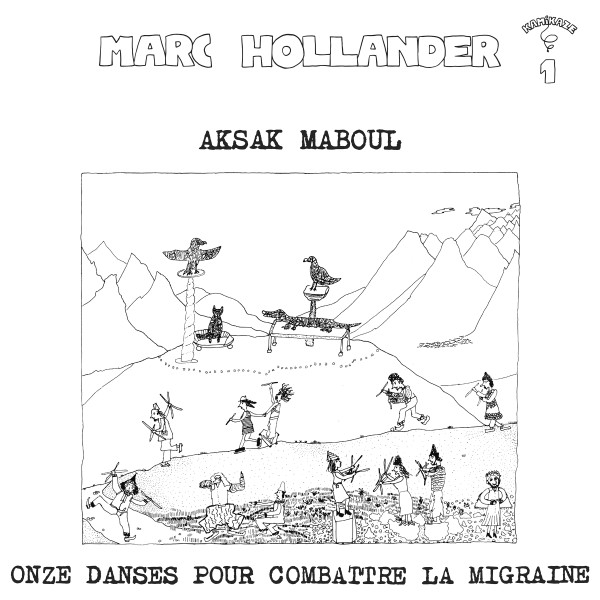 MARC HOLLANDER
KAMiKAZE
1
AKSAK MABOUL
ONZE DANSES POUR COMBATTRE LA MIGRAINE